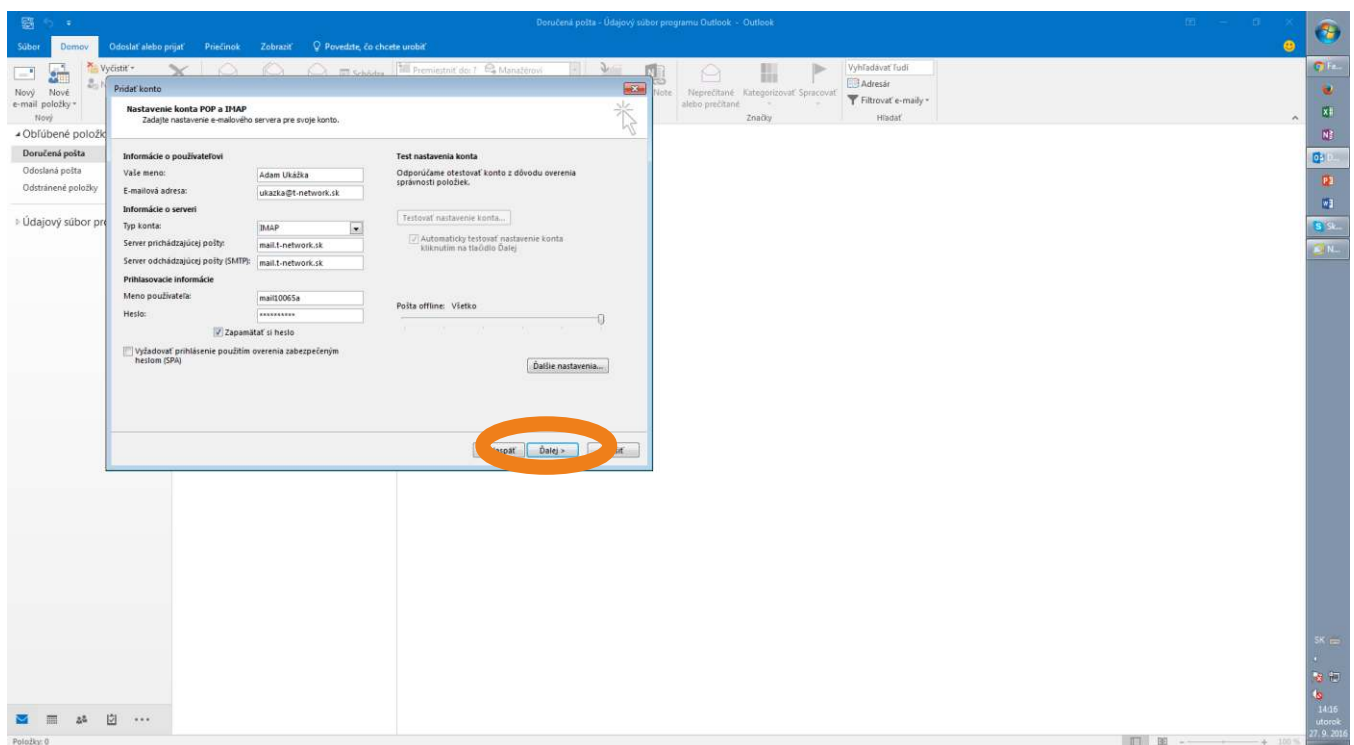 Doručená pošta - Údajový súbor programu Outlook - Outlook
Súbor Domov Odoslať alebo prijať Priečinok Zobraziť Povedzte, čo chcete urobiť
Vyčistiť
Schôdza
Premiestniť do: ? Manažérovi
Nový e-mail
Nové položky
Note
Neprečítané alebo prečítané
Kategorizovať
Spracovať
Vyhľadávať ľudí
Adresár
Filtrovať e-maily
Nový
Značky
Hľadať
Obľúbené
Doručená pošta
Odoslaná pošta
Odstránené položky
Údajový súbor
Pridať konto
Nastavenie konta POP a IMAP
Zadajte nastavenie e-mailového servera pre svoje konto.
Informácie o používateľovi
Vaše meno: Adam Ukážka
E-mailová adresa: ukazka@t-network.sk
Informácie o serveri
Typ konta: IMAP
Server prichádzajúcej pošty: mail.t-network.sk
Server odchádzajúcej pošty (SMTP): mail.t-network.sk
Prihlasovacie informácie
Meno používateľa: mail10065a
Heslo: **********
Zapamätať si heslo
Vyžadovať prihlásenie použitím overenia zabezpečeným
heslom (SPA)
Test nastavenia konta
Odporúčame otestovať konto z dôvodu overenia
správnosti položiek.
Testovať nastavenie konta...
Automaticky testovať nastavenie konta
kliknutím na tlačidlo Ďalej
Pošta offline: Všetko
Ďalšie nastavenia...
Ďalej >
Položky: 0
100 %
Fa...
Sk...
N...
SK
14:16
utorok
27. 9. 2016